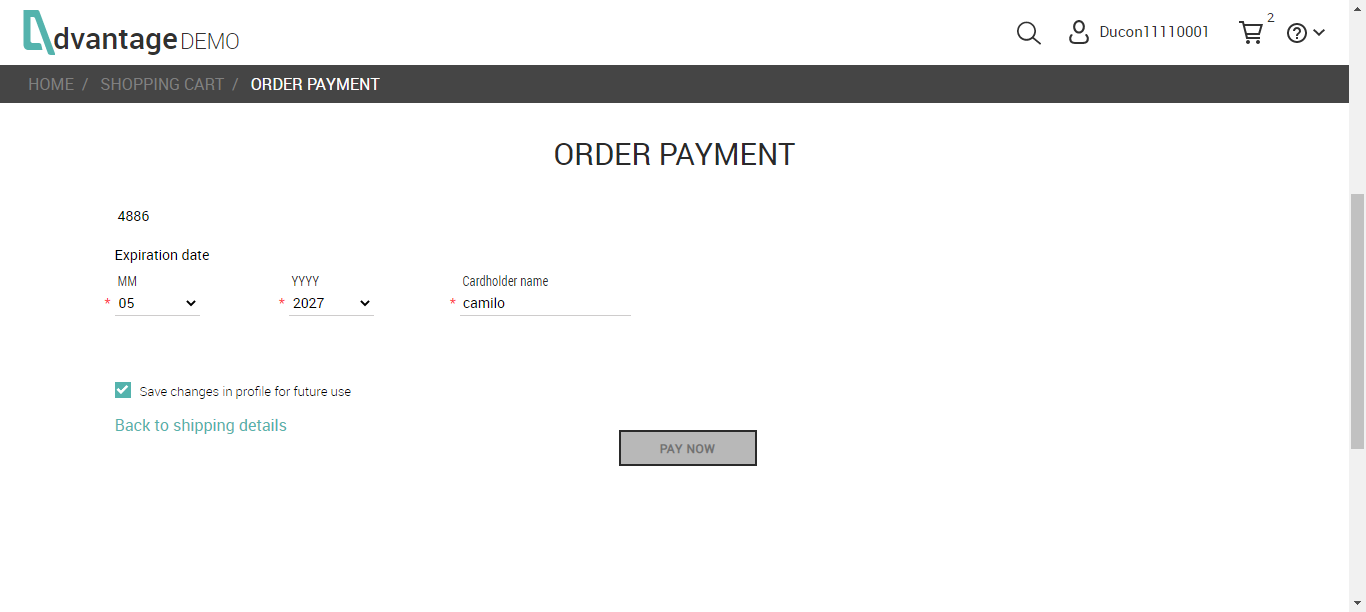 Advantage DEMO
Ducon11110001
2
?
HOME / SHOPPING CART / ORDER PAYMENT
ORDER PAYMENT
4886
Expiration date
MM YYYY Cardholder name
* 05 * 2027 * camilo
Save changes in profile for future use
Back to shipping details
PAY NOW